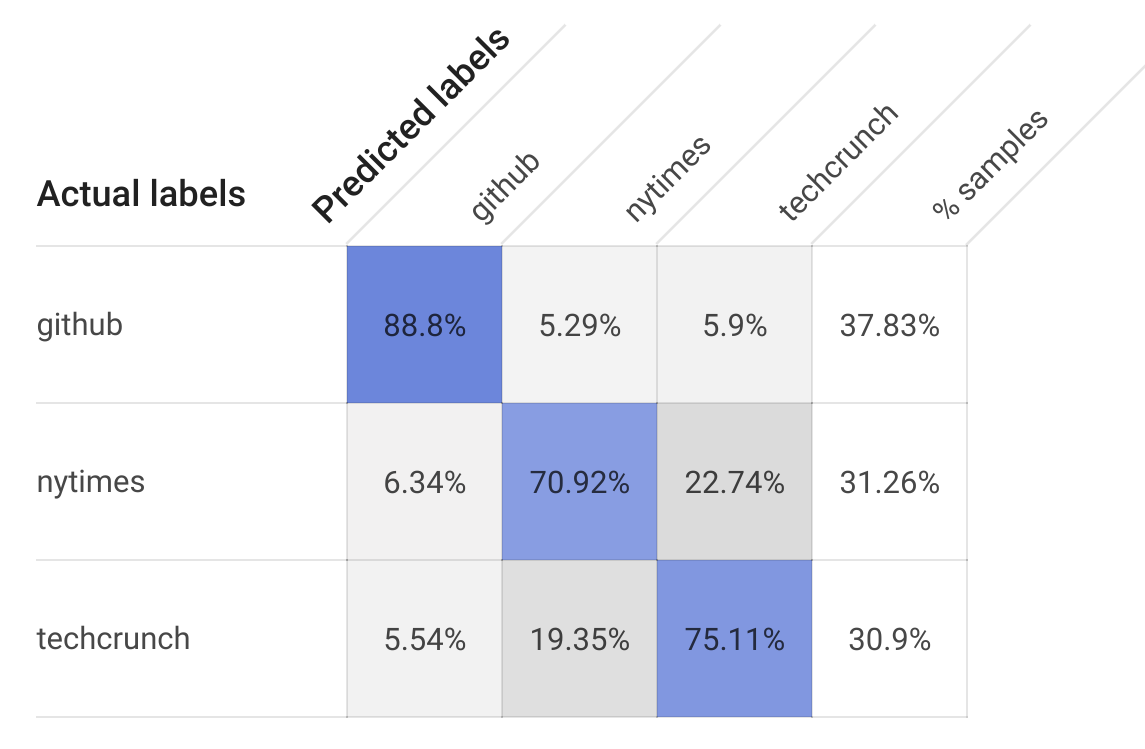 Predicted labels
github
nytimes
techcrunch
% samples
Actual labels
github 88.8% 5.29% 5.9% 37.83%
nytimes 6.34% 70.92% 22.74% 31.26%
techcrunch 5.54% 19.35% 75.11% 30.9%